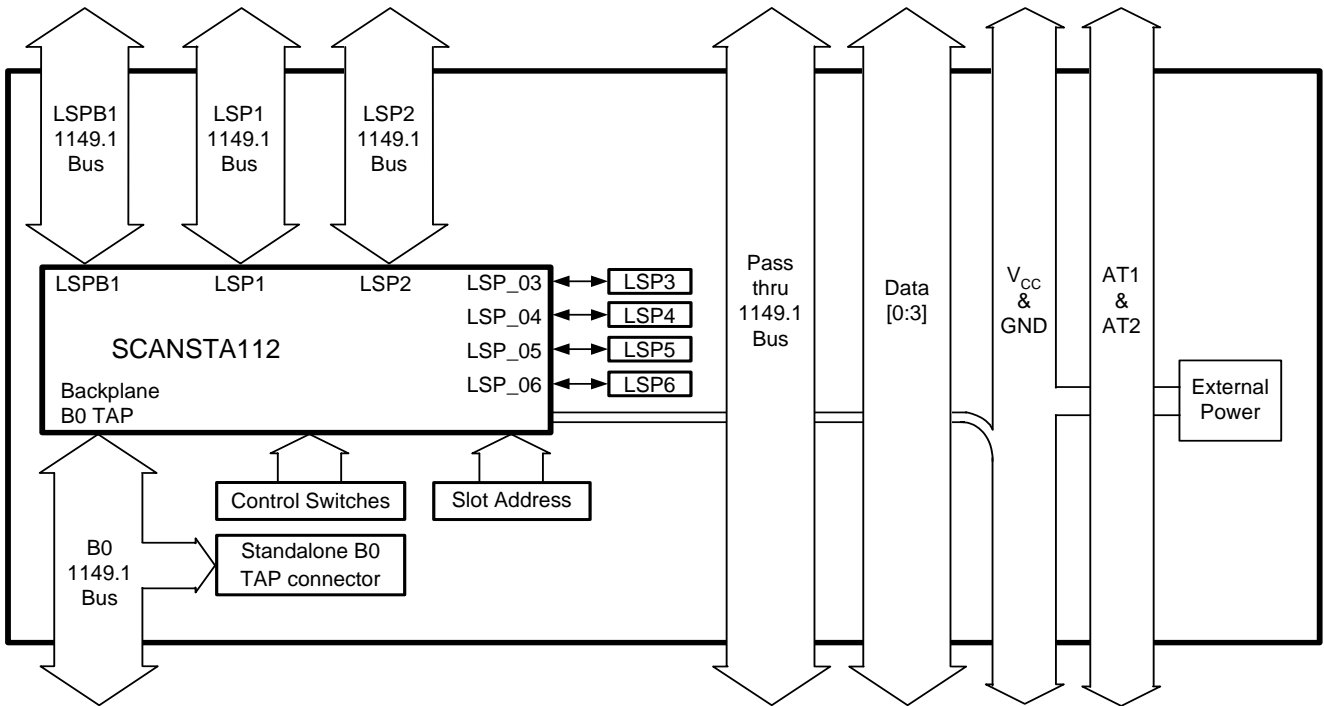 LSPB1
1149.1
Bus
LSP1
1149.1
Bus
LSP2
1149.1
Bus
LSPB1
LSP1
LSP2
LSP_03
LSP_04
LSP_05
LSP_06
SCANSTA112
Backplane
B0 TAP
LSP3
LSP4
LSP5
LSP6
Pass
thru
1149.1
Bus
Data
[0:3]
VCC
&
GND
AT1
&
AT2
External
Power
Control Switches
Slot Address
B0
1149.1
Bus
Standalone B0
TAP connector